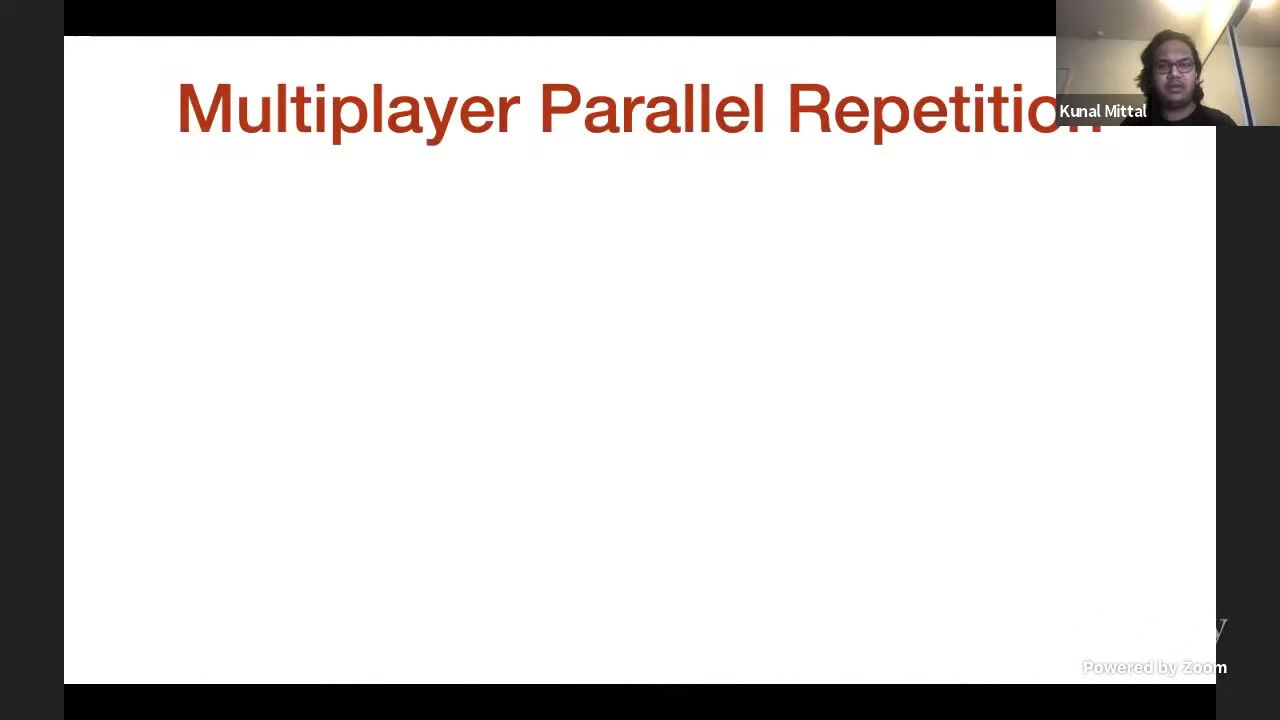 Multiplayer Parallel Repetition
Kunal Mittal
y
Powered by Zoom